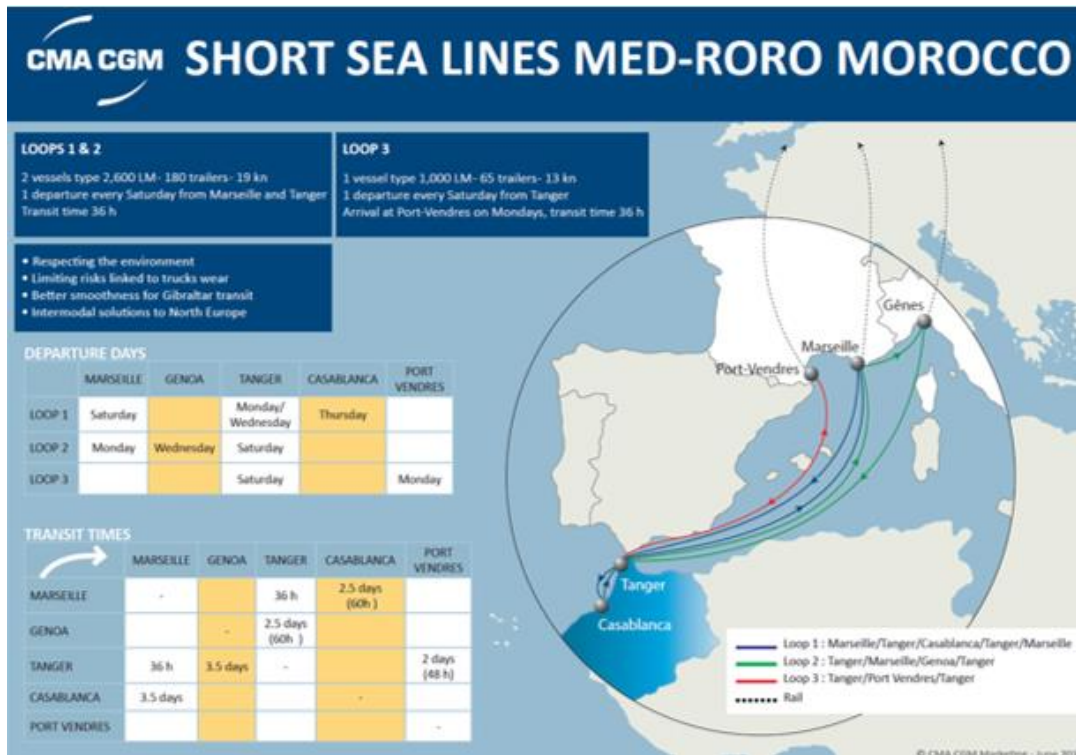 CMA CGM
SHORT SEA LINES MED-RORO MOROCCO
LOOPS 1 & 2
2 vessels type 2,600 LM- 180 trailers- 19 kn
1 departure every Saturday from Marseille and Tanger
Transit time 36 h
LOOP 3
1 vessel type 1,000 LM- 65 trailers- 13 kn
1 departure every Saturday from Tanger
Arrival at Port-Vendres on Mondays, transit time 36 h
• Respecting the environment
• Limiting risks linked to trucks wear
• Better smoothness for Gibraltar transit
• Intermodal solutions to North Europe
DEPARTURE DAYS
MARSEILLE GENOA TANGER CASABLANCA PORT VENDRES
LOOP 1 Saturday Monday/ Wednesday Thursday
LOOP 2 Monday Wednesday Saturday
LOOP 3 Saturday Monday
TRANSIT TIMES
MARSEILLE GENOA TANGER CASABLANCA PORT VENDRES
MARSEILLE - 36 h 2.5 days (60h )
GENOA - 2.5 days (60h )
TANGER 36 h 3.5 days - 2 days (48 h)
CASABLANCA 3.5 days -
PORT VENDRES -
Gênes
Marseille
Port-Vendres
Tanger
Casablanca
Loop 1 : Marseille/Tanger/Casablanca/Tanger/Marseille
Loop 2 : Tanger/Marseille/Genoa/Tanger
Loop 3 : Tanger/Port Vendres/Tanger
Rail
© CMA CGM Marketing - June